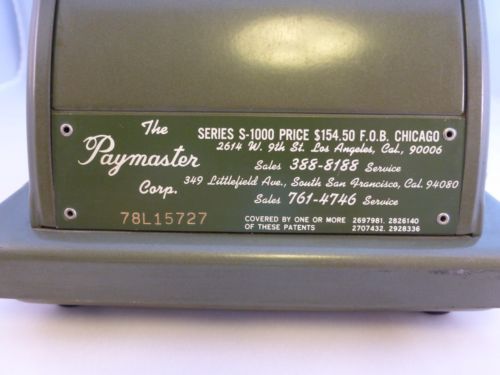 The
Paymaster
Corp.
SERIES S-1000 PRICE $154.50 F.O.B. CHICAGO
2614 W. 9th St. Los Angeles, Cal., 90006
Sales 388-8188 Service
349 Littlefield Ave., South San Francisco, Cal. 94080
Sales 761-4746 Service
78L15727
COVERED BY ONE OR MORE 2697981. 2826140
OF THESE PATENTS 2707432. 2928336